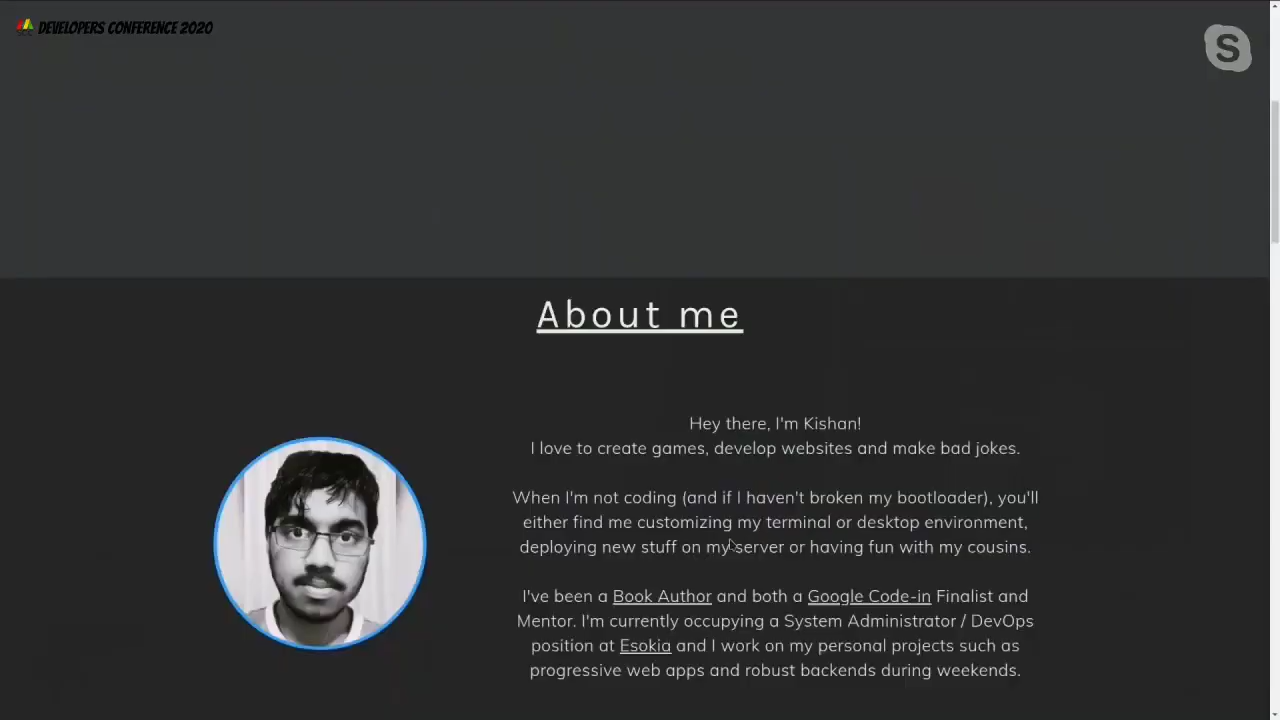 DEVELOPERS CONFERENCE 2020
S
About me
Hey there, I'm Kishan!
I love to create games, develop websites and make bad jokes.
When I'm not coding (and if I haven't broken my bootloader), you'll
either find me customizing my terminal or desktop environment,
deploying new stuff on my server or having fun with my cousins.
I've been a Book Author and both a Google Code-in Finalist and
Mentor. I'm currently occupying a System Administrator / DevOps
position at Esokia and I work on my personal projects such as
progressive web apps and robust backends during weekends.